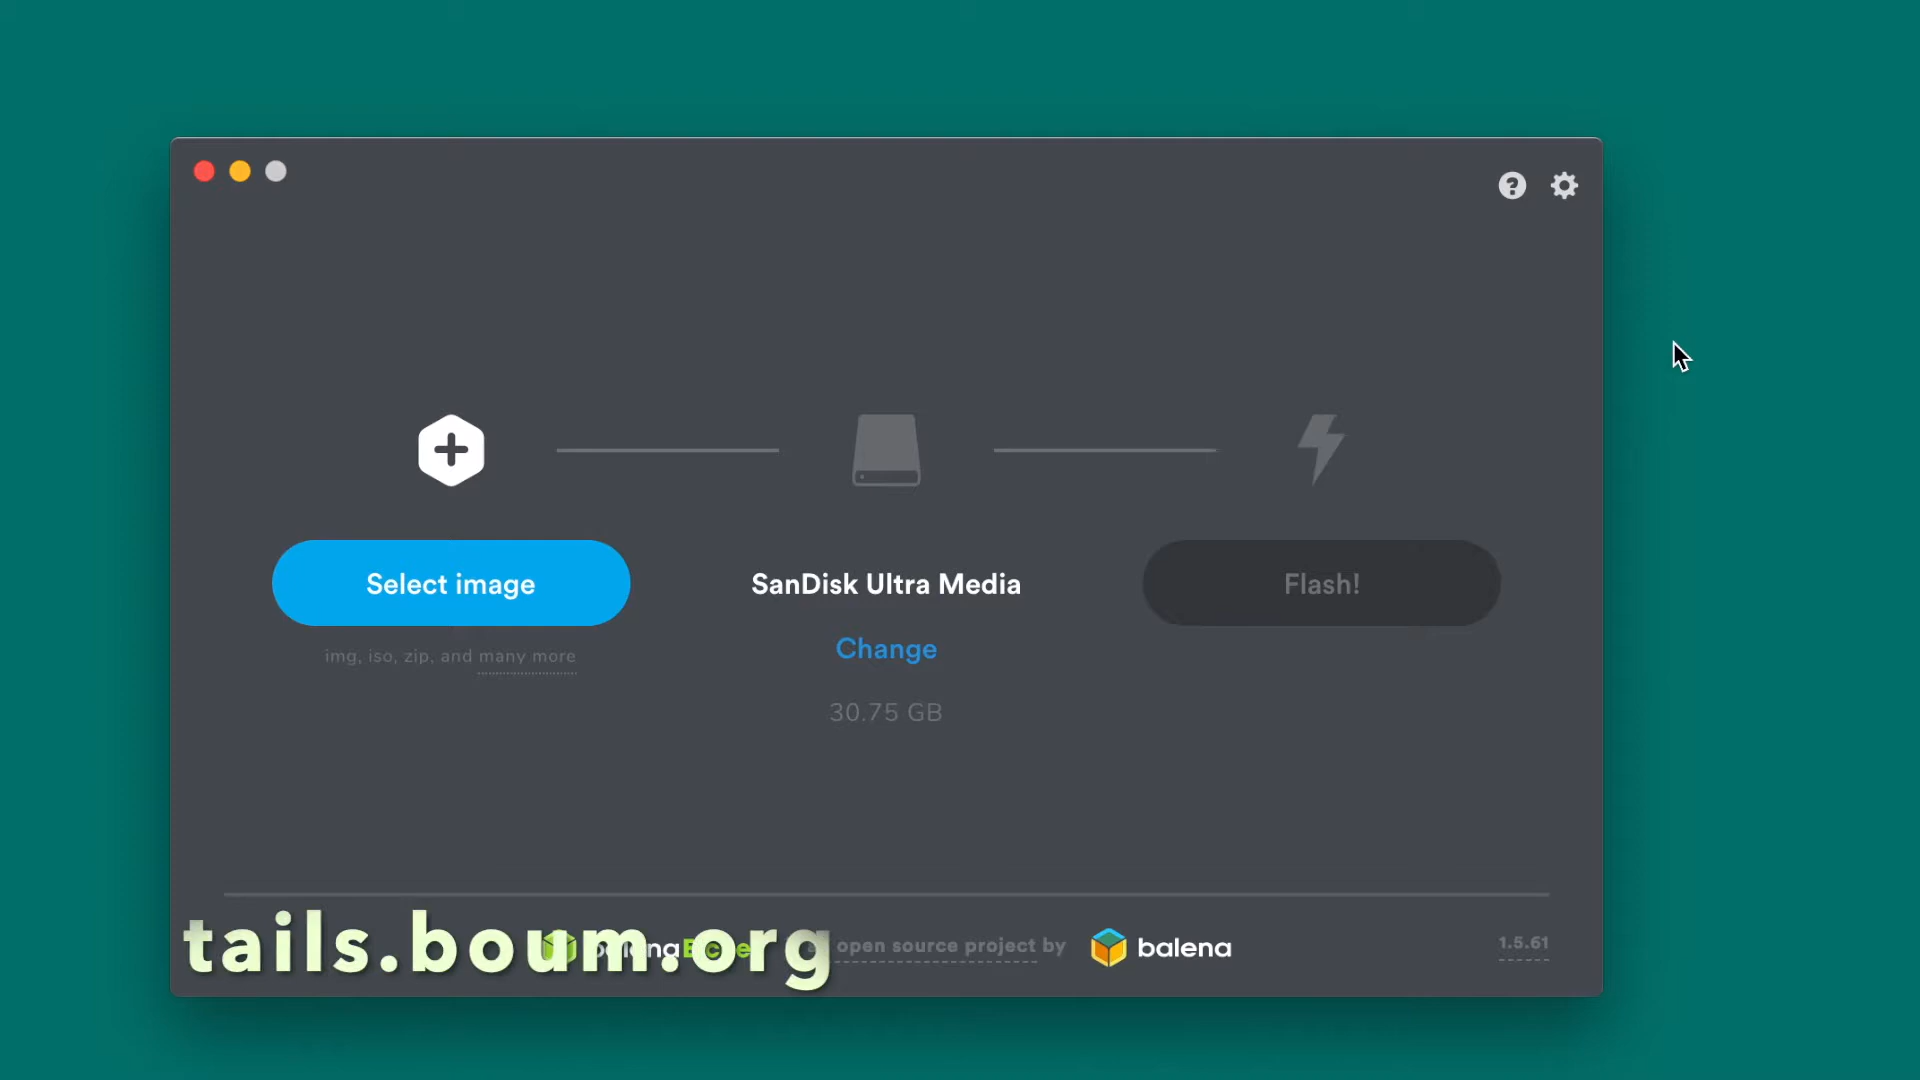 Select image
img, iso, zip, and many more
SanDisk Ultra Media
Change
30.75 GB
Flash!
tails.boum.org
open source project by
balena
1.5.61